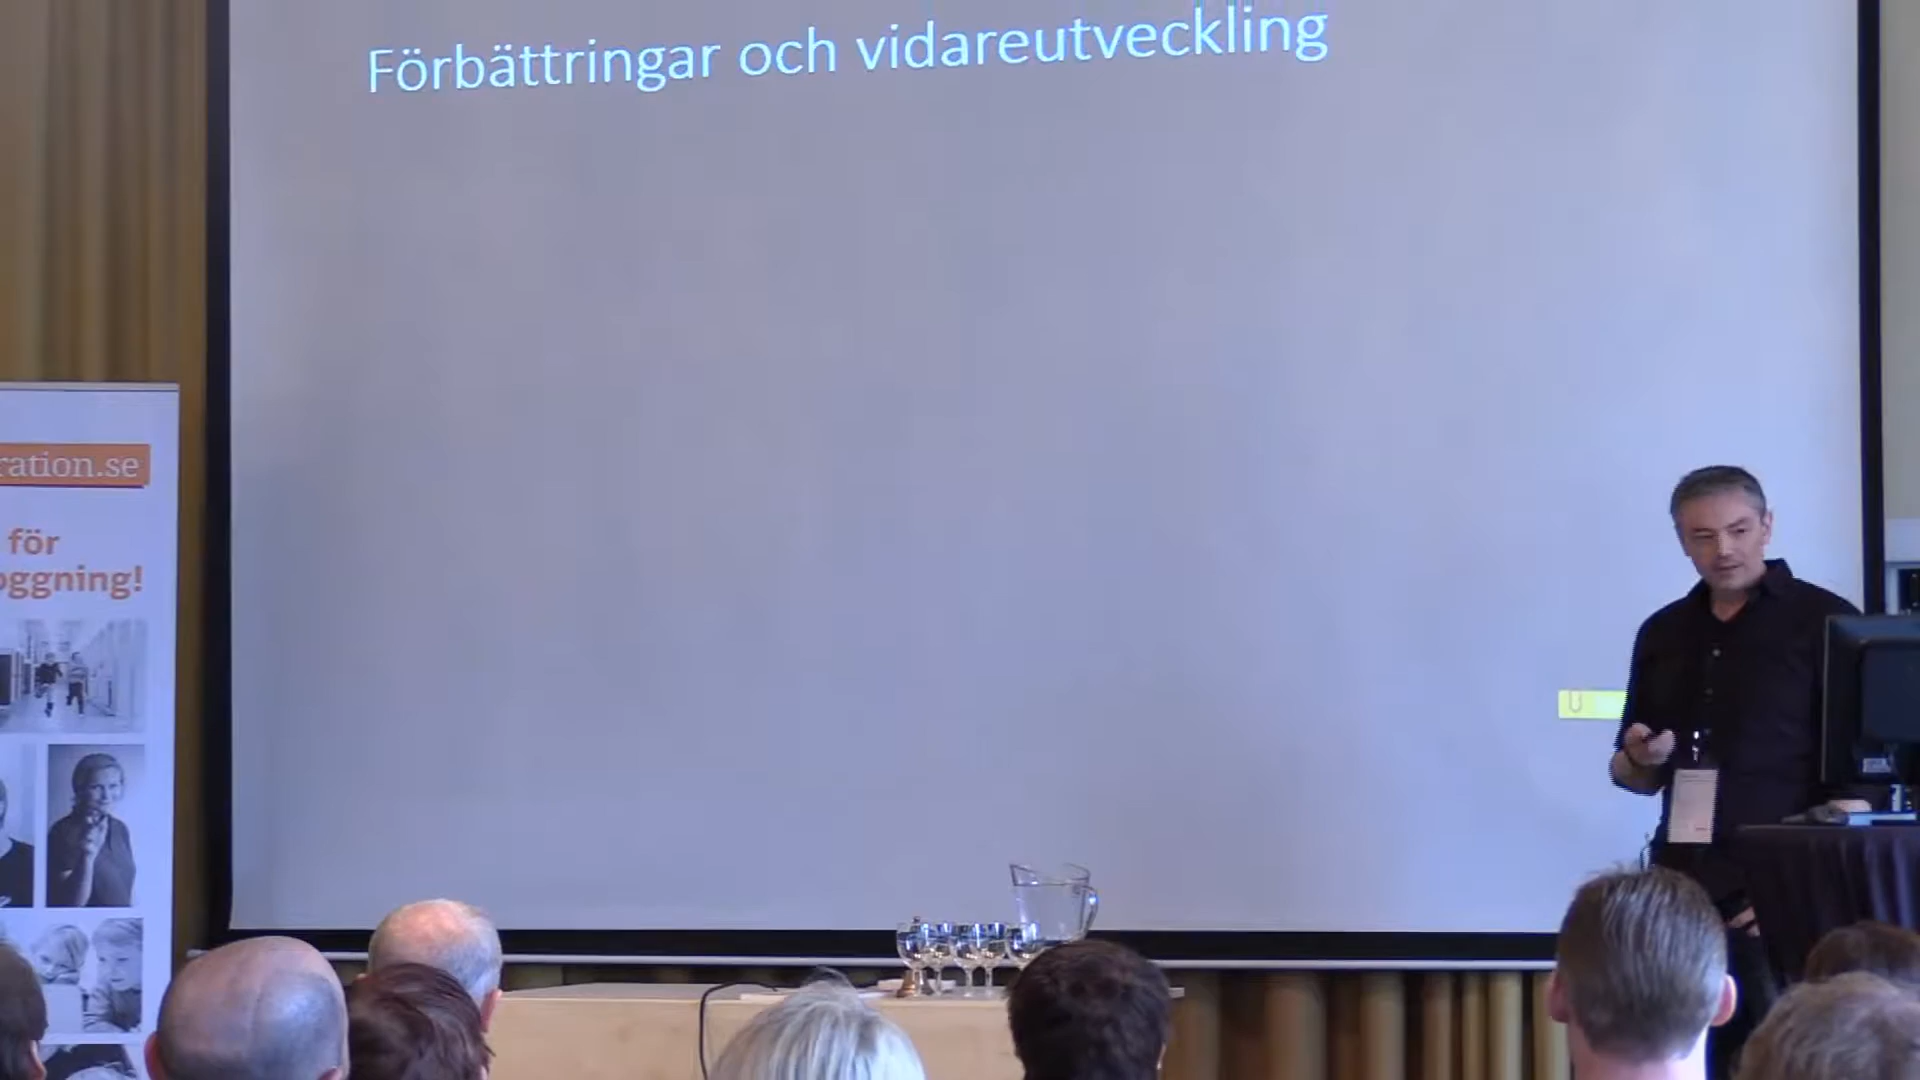 Förbättringar och vidareutveckling
ration.se
för
oggning!